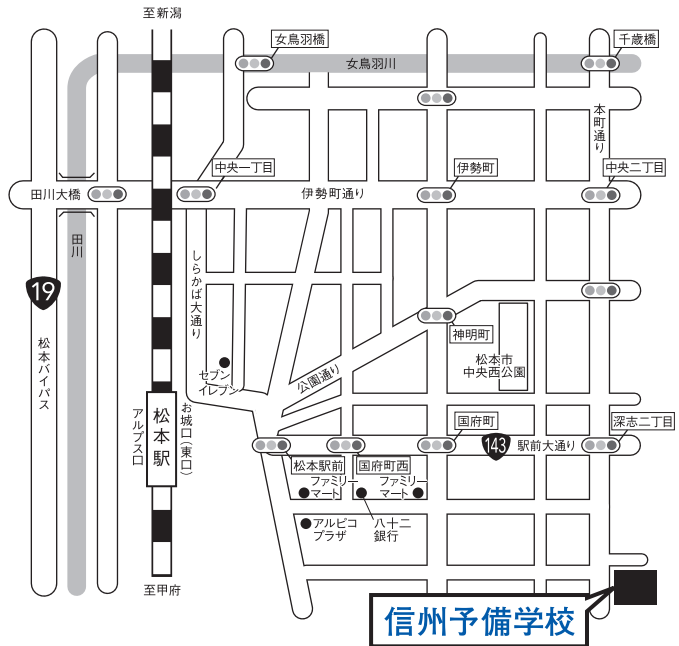 至新潟
女鳥羽橋
千歳橋
女鳥羽川
本町通り
中央一丁目
伊勢町
中央二丁目
田川大橋
伊勢町通り
田川
しらかば大通り
19
松本バイパス
神明町
松本市
中央西公園
セブン
イレブン
公園通り
アルプス口
松本駅
お城口(東口)
国府町
深志二丁目
143
駅前大通り
松本駅前
国府町西
ファミリー
マート
ファミリー
マート
アルピコ
プラザ
八十二
銀行
至甲府
信州予備学校